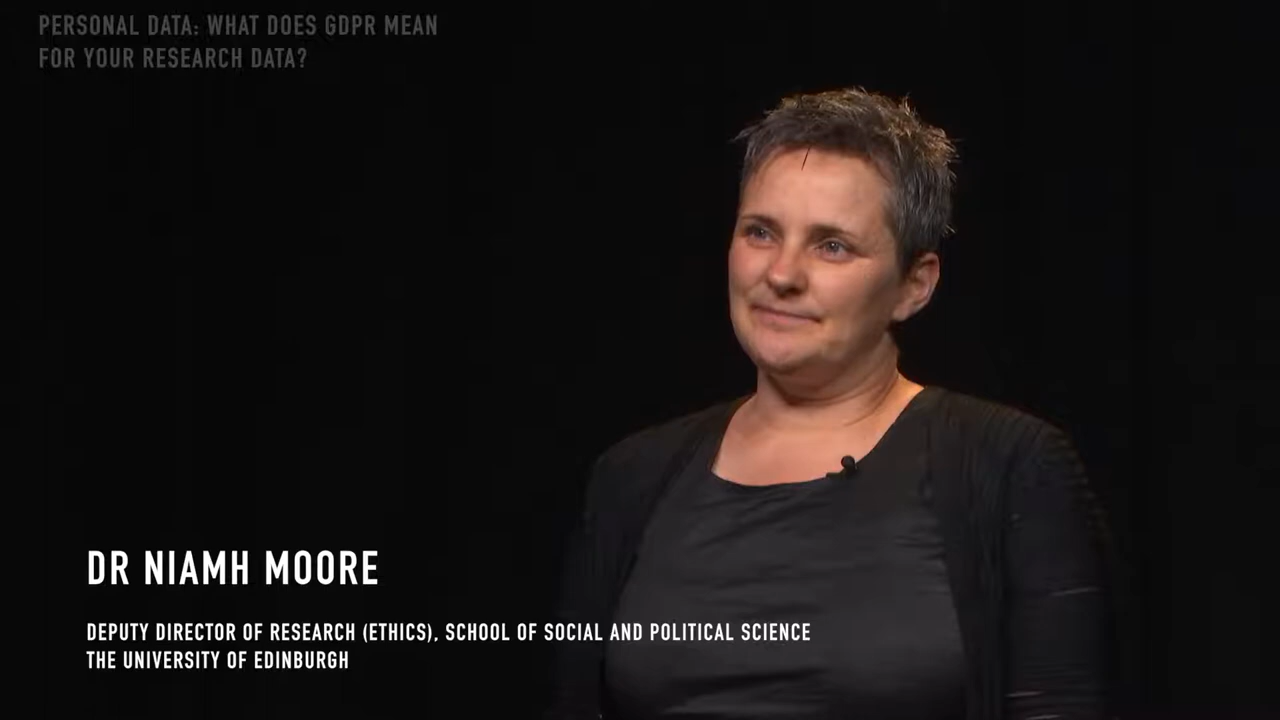 PERSONAL DATA: WHAT DOES GDPR MEAN
FOR YOUR RESEARCH DATA?
DR NIAMH MOORE
DEPUTY DIRECTOR OF RESEARCH (ETHICS), SCHOOL OF SOCIAL AND POLITICAL SCIENCE
THE UNIVERSITY OF EDINBURGH